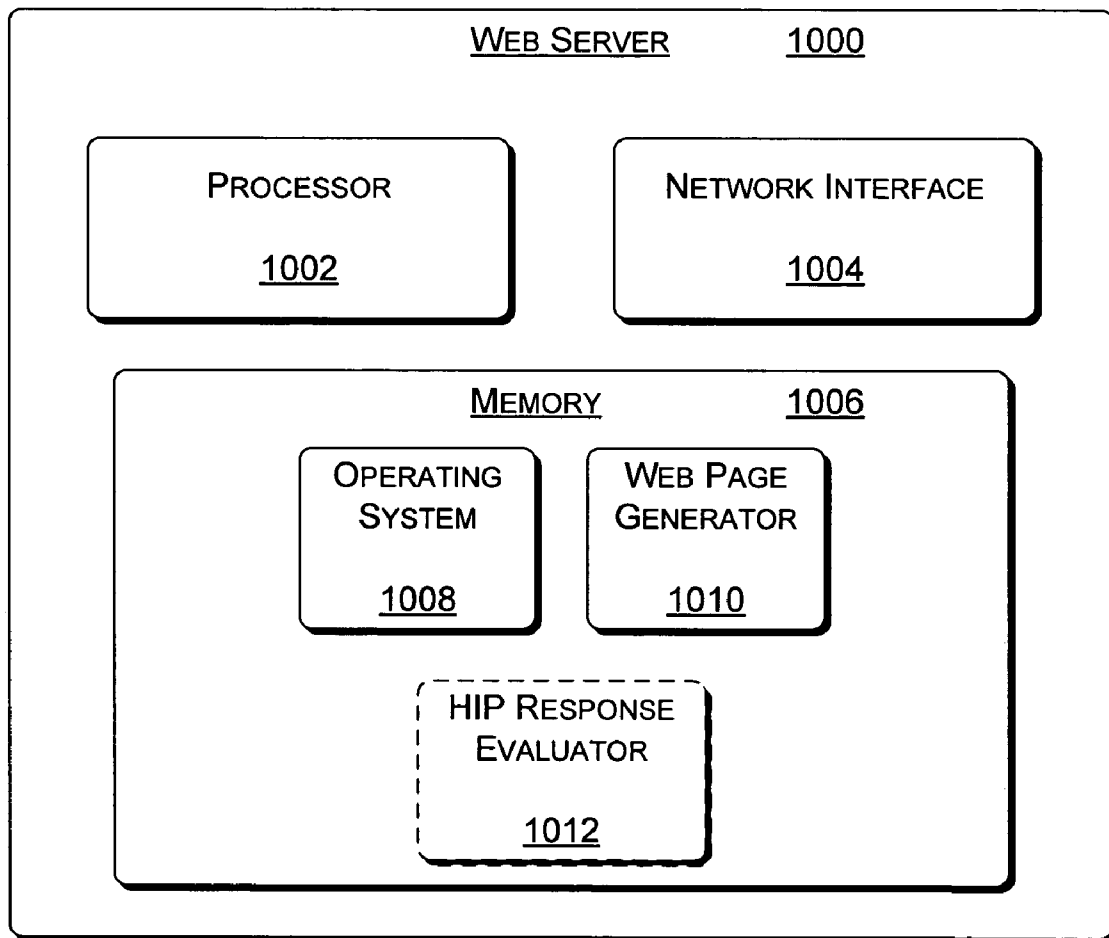 WEB SERVER 1000
PROCESSOR
1002
NETWORK INTERFACE
1004
MEMORY 1006
OPERATING
SYSTEM
1008
WEB PAGE
GENERATOR
1010
HIP RESPONSE
EVALUATOR
1012